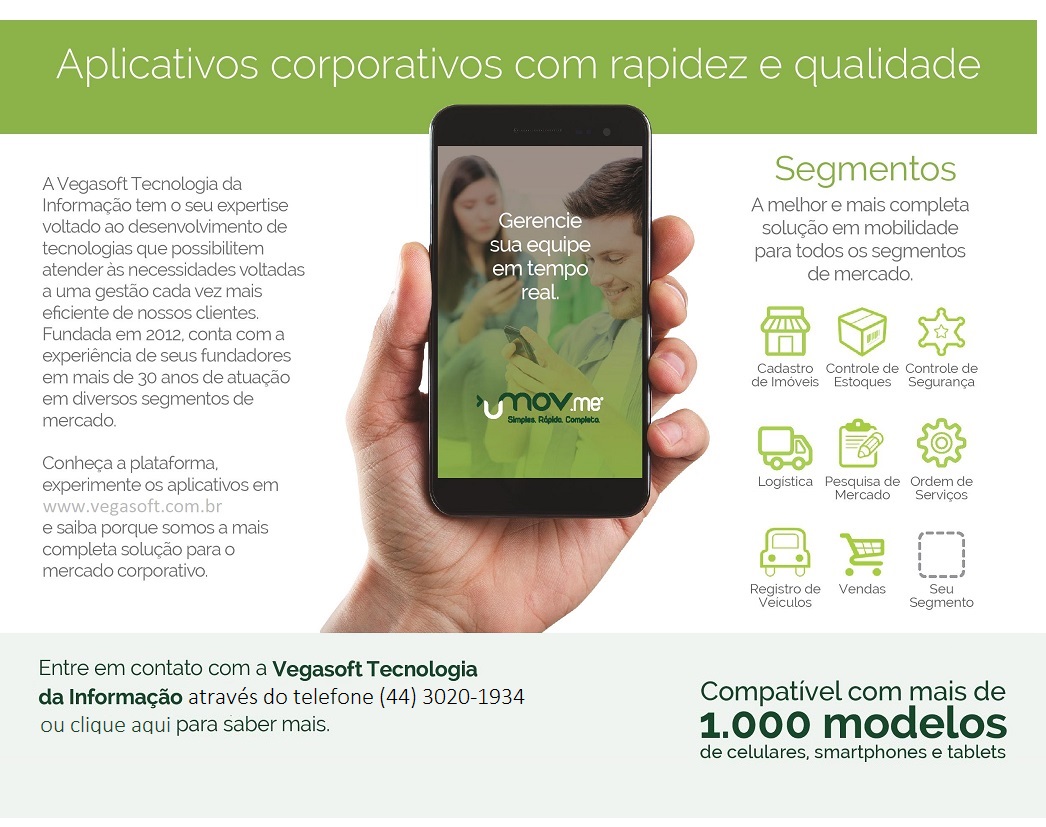 Aplicativos corporativos com rapidez e qualidade
A Vegasoft Tecnologia da
Informação tem o seu expertise
voltado ao desenvolvimento de
tecnologias que possibilitem
atender às necessidades voltadas
a uma gestão cada vez mais
eficiente de nossos clientes.
Fundada em 2012, conta com a
experiência de seus fundadores
em mais de 30 anos de atuação
em diversos segmentos de
mercado.
Conheça a plataforma,
experimente os aplicativos em
www.vegasoft.com.br
e saiba porque somos a mais
completa solução para o
mercado corporativo.
Gerencie
sua equipe
em tempo
real.
umov.me
Simples. Rápida. Completa.
Segmentos
A melhor e mais completa
solução em mobilidade
para todos os segmentos
de mercado.
Cadastro
de Imóveis
Controle de
Estoques
Controle de
Segurança
Logística
Pesquisa de
Mercado
Ordem de
Serviços
Registro de
Veículos
Vendas
Seu
Segmento
Entre em contato com a Vegasoft Tecnologia
da Informação através do telefone (44) 3020-1934
ou clique aqui para saber mais.
Compatível com mais de
1.000 modelos
de celulares, smartphones e tablets